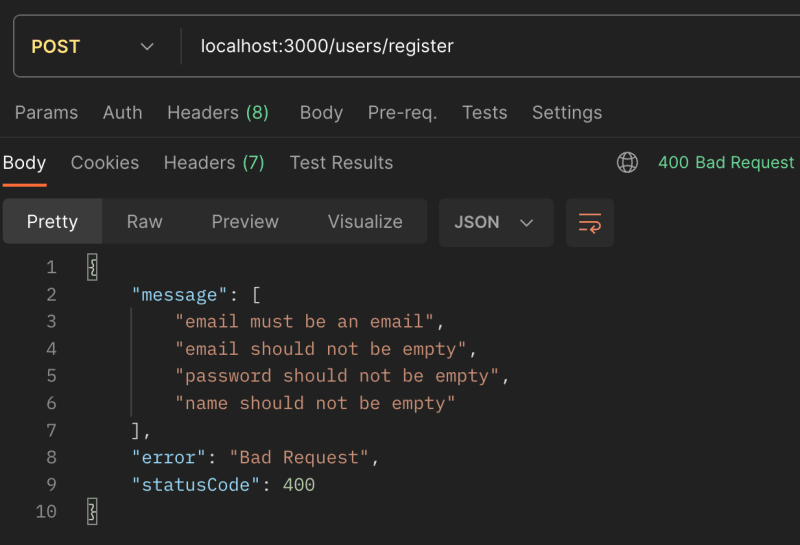 POST localhost:3000/users/register
Params Auth Headers (8) Body Pre-req. Tests Settings
Body Cookies Headers (7) Test Results 400 Bad Request
Pretty Raw Preview Visualize JSON
1 {
2 "message": [
3 "email must be an email",
4 "email should not be empty",
5 "password should not be empty",
6 "name should not be empty"
7 ],
8 "error": "Bad Request",
9 "statusCode": 400
10 }